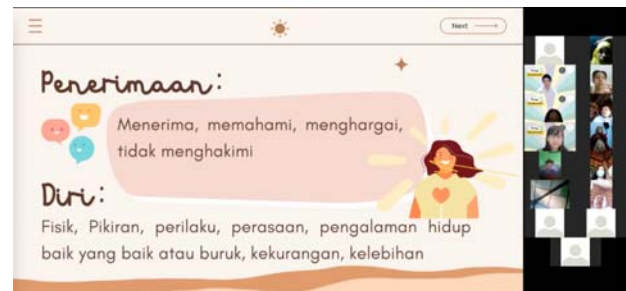 Next
Penerimaan:
Menerima, memahami, menghargai,
tidak menghakimi
Diri:
Fisik, Pikiran, perilaku, perasaan, pengalaman hidup
baik yang baik atau buruk, kekurangan, kelebihan